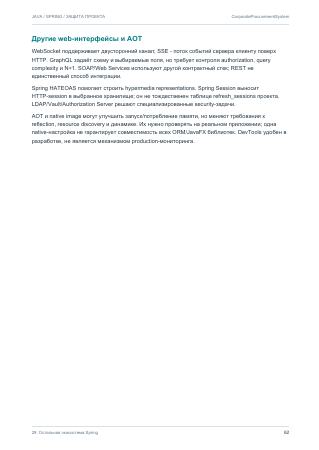 JAVA / SPRING / ЗАЩИТА ПРОЕКТА
CorporateProcurementSystem
Другие web-интерфейсы и AOT
WebSocket поддерживает двусторонний канал, SSE - поток событий сервера клиенту поверх
HTTP. GraphQL задаёт схему и выбираемые поля, но требует контроля authorization, query
complexity и N+1. SOAP/Web Services используют другой контрактный стек; REST не
единственный способ интеграции.
Spring HATEOAS помогает строить hypermedia representations. Spring Session выносит
HTTP-session в выбранное хранилище; он не тождественен таблице refresh_sessions проекта.
LDAP/Vault/Authorization Server решают специализированные security-задачи.
AOT и native image могут улучшить запуск/потребление памяти, но меняют требования к
reflection, resource discovery и динамике. Их нужно проверять на реальном приложении; одна
native-настройка не гарантирует совместимость всех ORM/JavaFX библиотек. DevTools удобен в
разработке, не является механизмом production-мониторинга.
29 Остальная экосистема Spring
62